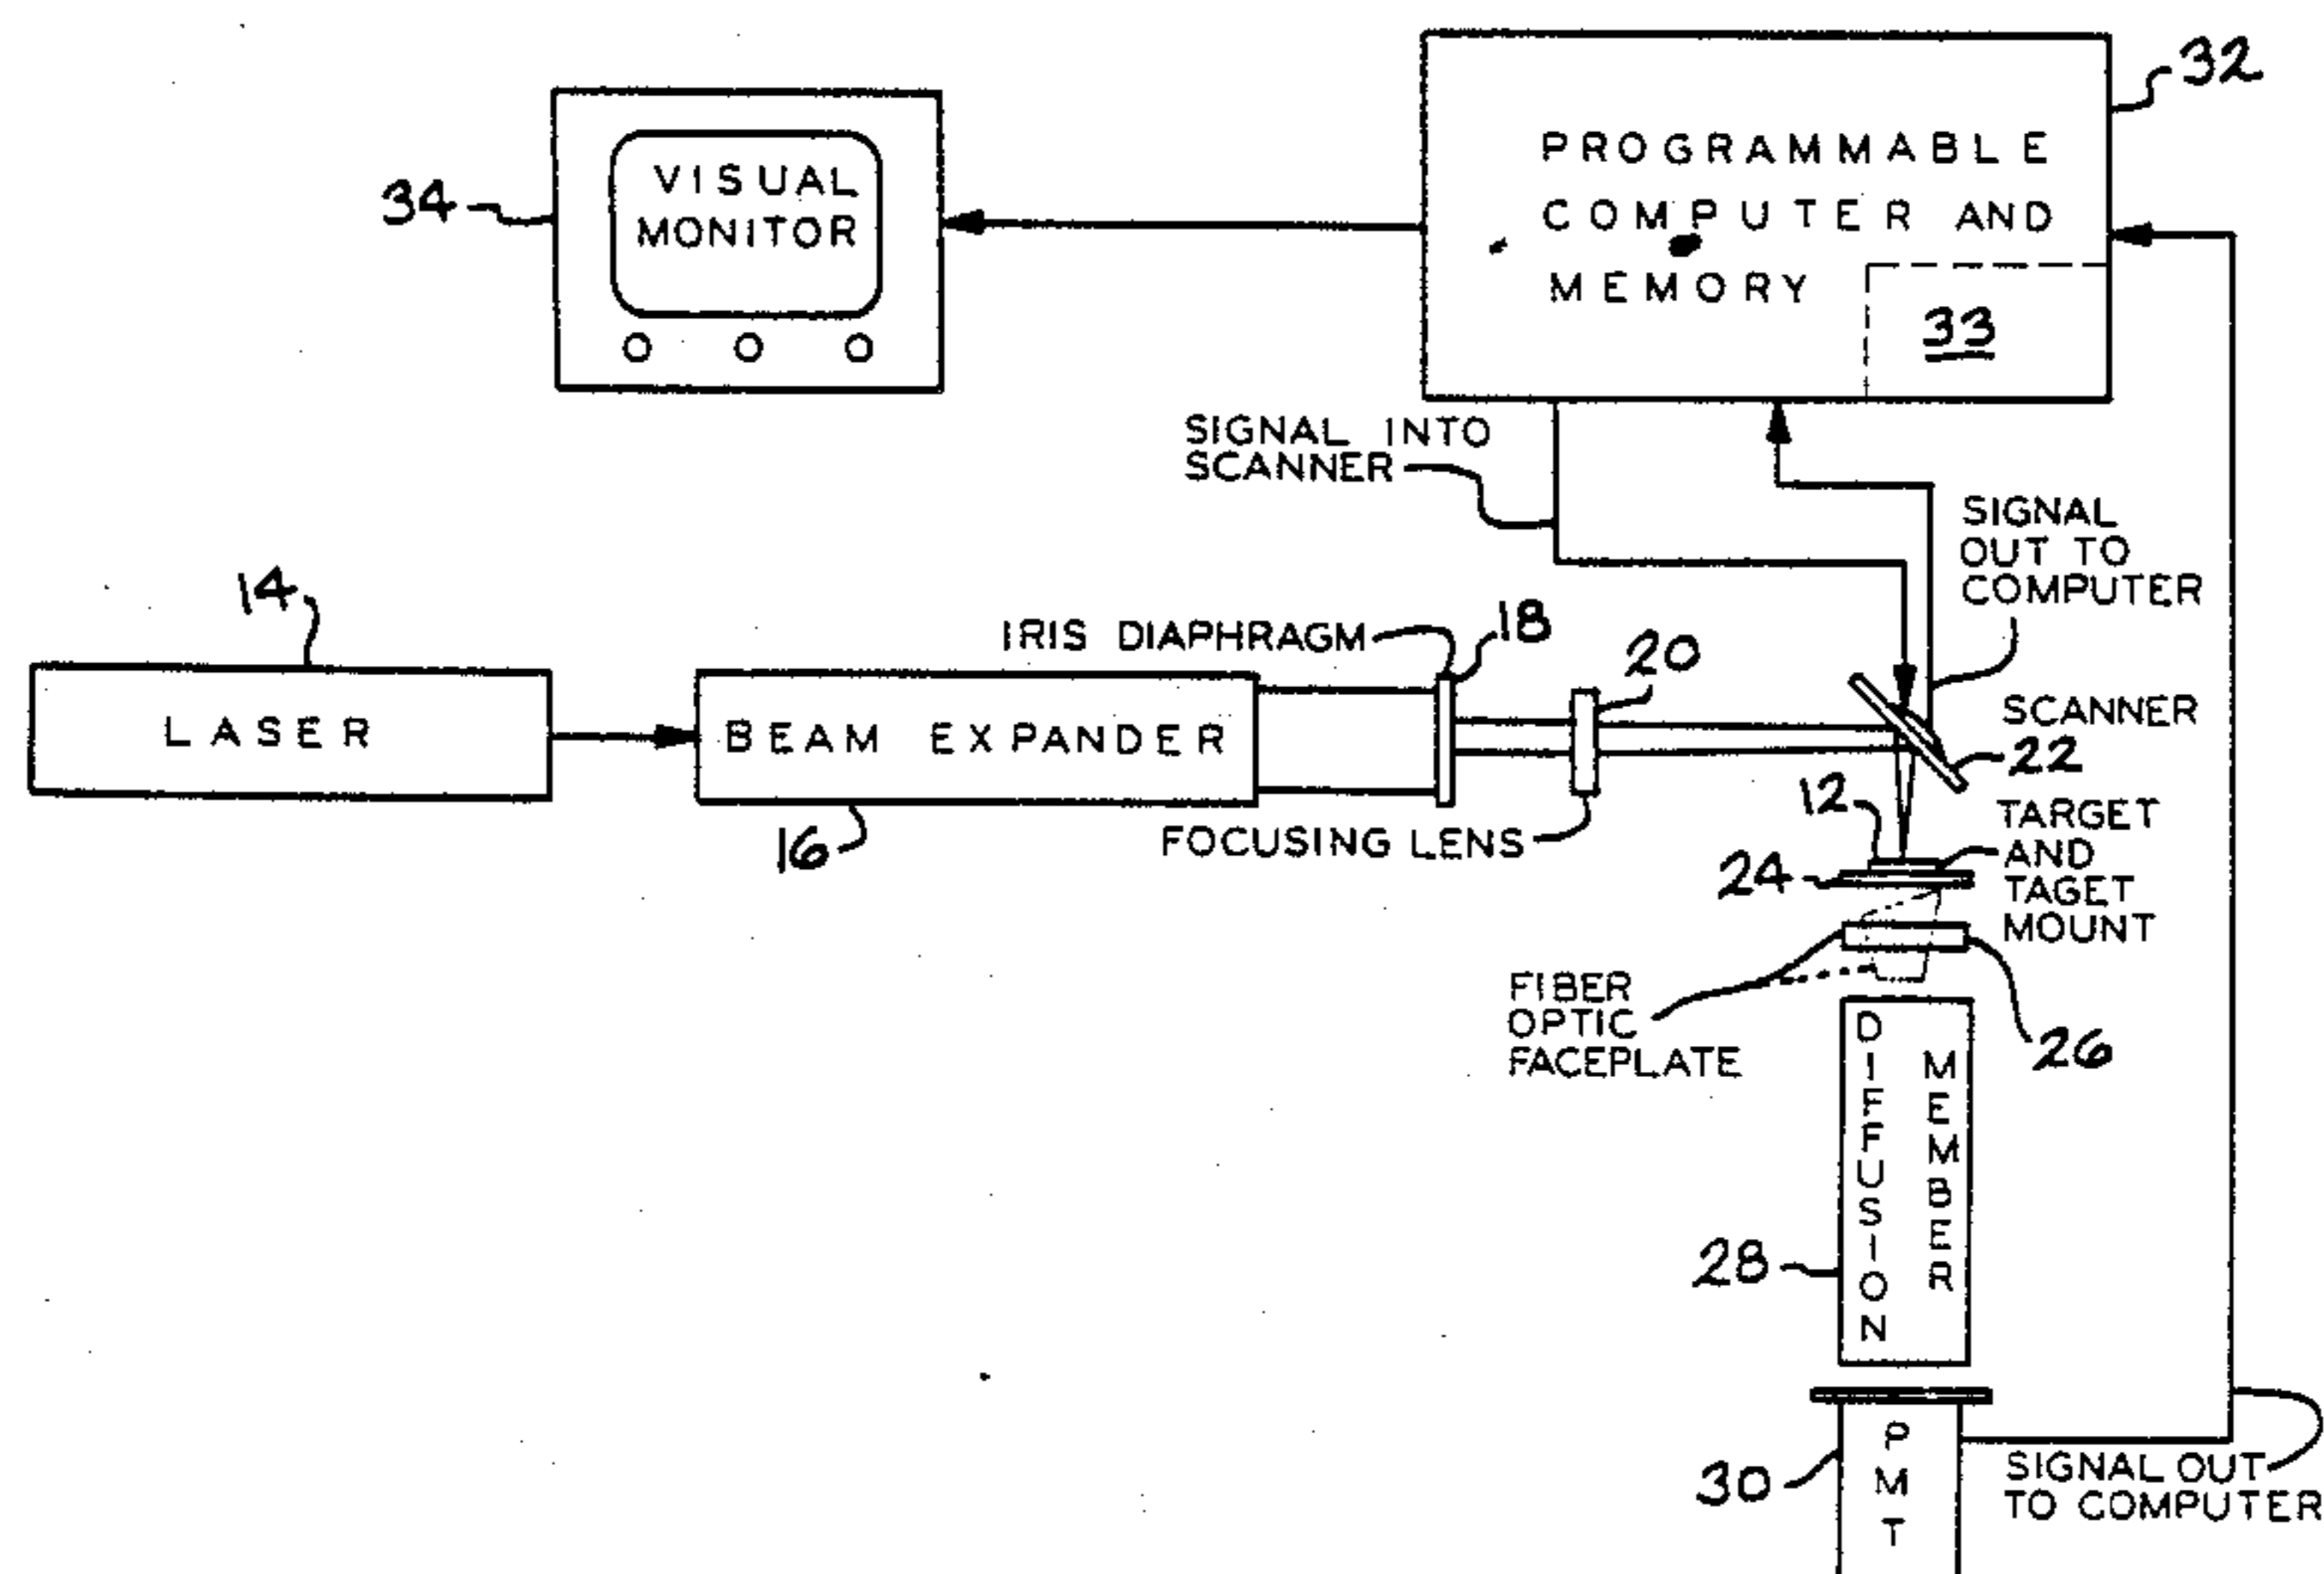 32
PROGRAMMABLE
COMPUTER AND
MEMORY
33
VISUAL
MONITOR
34
SIGNAL INTO
SCANNER
SIGNAL
OUT TO
COMPUTER
14
LASER
IRIS DIAPHRAGM
18
20
BEAM EXPANDER
16
FOCUSING LENS
SCANNER
22
12
TARGET
AND
TAGET
MOUNT
24
FIBER
OPTIC
FACEPLATE
26
DIFFUSION
MEMBER
28
30
PMT
SIGNAL OUT
TO COMPUTER